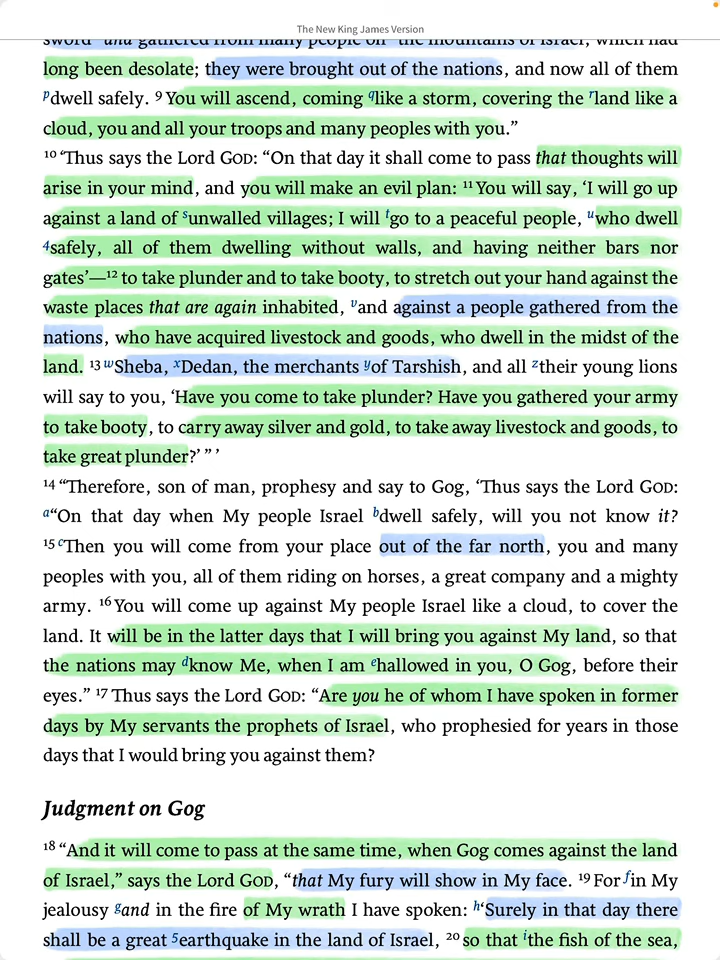 The New King James Version
sword and gathered from many people on the mountains of Israel, which had
long been desolate; they were brought out of the nations, and now all of them
pdwell safely. 9 You will ascend, coming qlike a storm, covering the rland like a
cloud, you and all your troops and many peoples with you.”
10 ‘Thus says the Lord GOD: “On that day it shall come to pass that thoughts will
arise in your mind, and you will make an evil plan: 11 You will say, ‘I will go up
against a land of sunwalled villages; I will tgo to a peaceful people, uwho dwell
4safely, all of them dwelling without walls, and having neither bars nor
gates’—12 to take plunder and to take booty, to stretch out your hand against the
waste places that are again inhabited, vand against a people gathered from the
nations, who have acquired livestock and goods, who dwell in the midst of the
land. 13 wSheba, xDedan, the merchants yof Tarshish, and all ztheir young lions
will say to you, ‘Have you come to take plunder? Have you gathered your army
to take booty, to carry away silver and gold, to take away livestock and goods, to
take great plunder?’ ” ’
14 “Therefore, son of man, prophesy and say to Gog, ‘Thus says the Lord GOD:
a“On that day when My people Israel bdwell safely, will you not know it?
15 cThen you will come from your place out of the far north, you and many
peoples with you, all of them riding on horses, a great company and a mighty
army. 16 You will come up against My people Israel like a cloud, to cover the
land. It will be in the latter days that I will bring you against My land, so that
the nations may dknow Me, when I am ehallowed in you, O Gog, before their
eyes.” 17 Thus says the Lord GOD: “Are you he of whom I have spoken in former
days by My servants the prophets of Israel, who prophesied for years in those
days that I would bring you against them?
Judgment on Gog
18 “And it will come to pass at the same time, when Gog comes against the land
of Israel,” says the Lord GOD, “that My fury will show in My face. 19 For fin My
jealousy gand in the fire of My wrath I have spoken: h‘Surely in that day there
shall be a great 5earthquake in the land of Israel, 20 so that ithe fish of the sea,